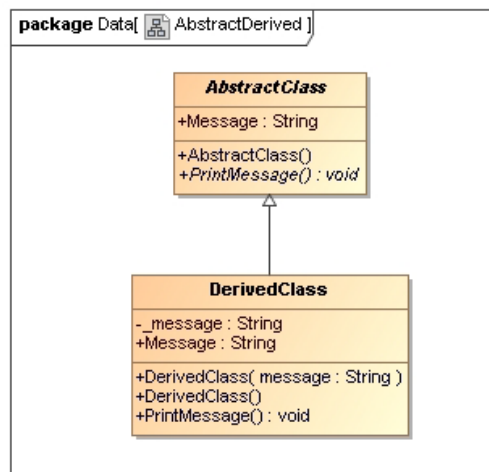 package Data[ AbstractDerived ]
AbstractClass
+Message : String
+AbstractClass()
+PrintMessage() : void
DerivedClass
-_message : String
+Message : String
+DerivedClass( message : String )
+DerivedClass()
+PrintMessage() : void